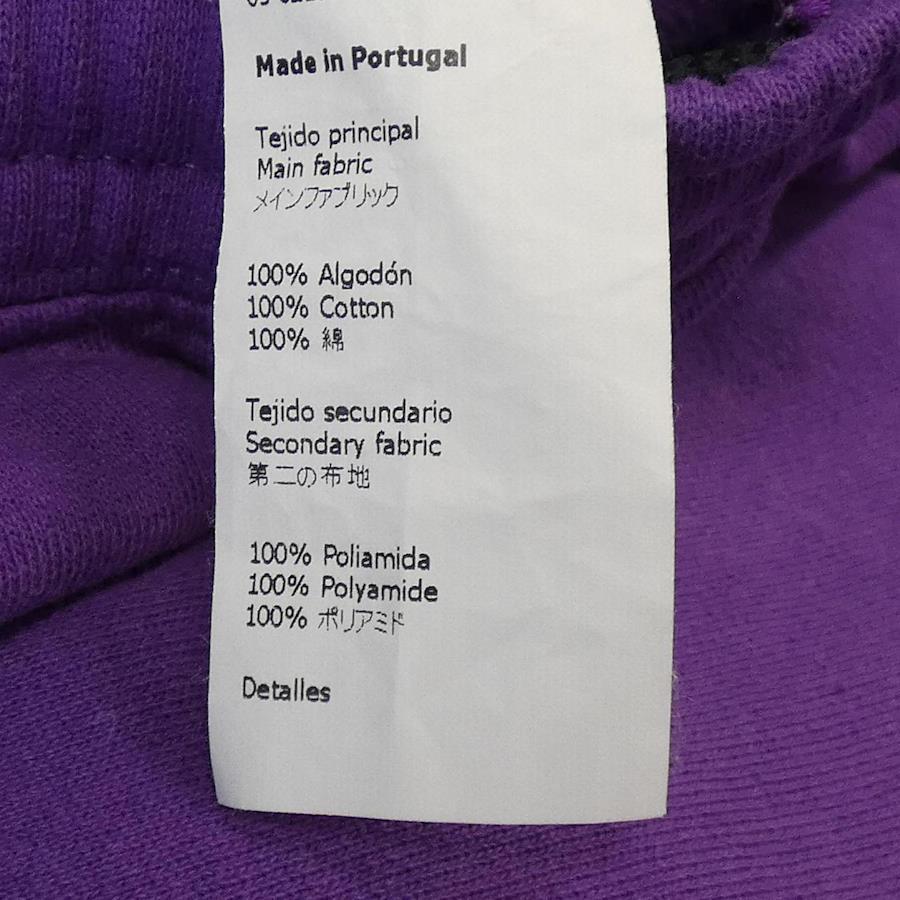 Made in Portugal
Tejido principal
Main fabric
メインファブリック
100% Algodón
100% Cotton
100% 綿
Tejido secundario
Secondary fabric
第二の布地
100% Poliamida
100% Polyamide
100% ポリアミド
Detalles